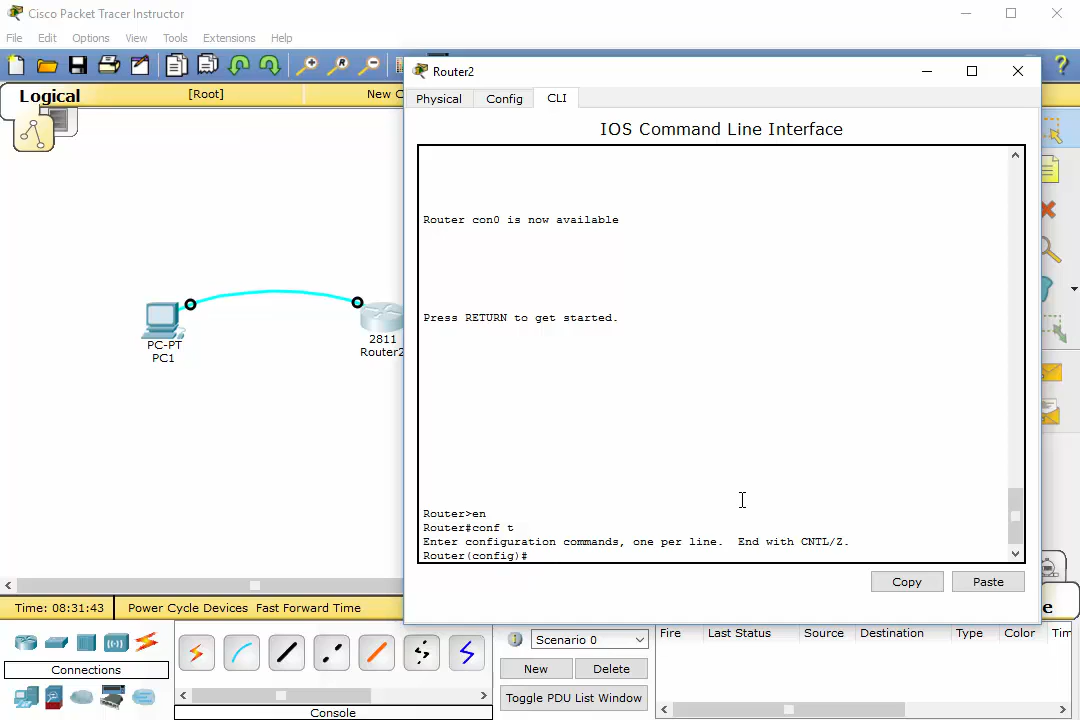 Cisco Packet Tracer Instructor
File Edit Options View Tools Extensions Help
Logical [Root] New C
Router2
Physical Config CLI
IOS Command Line Interface
Router con0 is now available
Press RETURN to get started.
Router>en
Router#conf t
Enter configuration commands, one per line. End with CNTL/Z.
Router(config)#
Copy Paste
PC-PT
PC1
2811
Router2
Time: 08:31:43 Power Cycle Devices Fast Forward Time
e
Connections
Console
Scenario 0
New Delete
Toggle PDU List Window
Fire Last Status Source Destination Type Color Tim